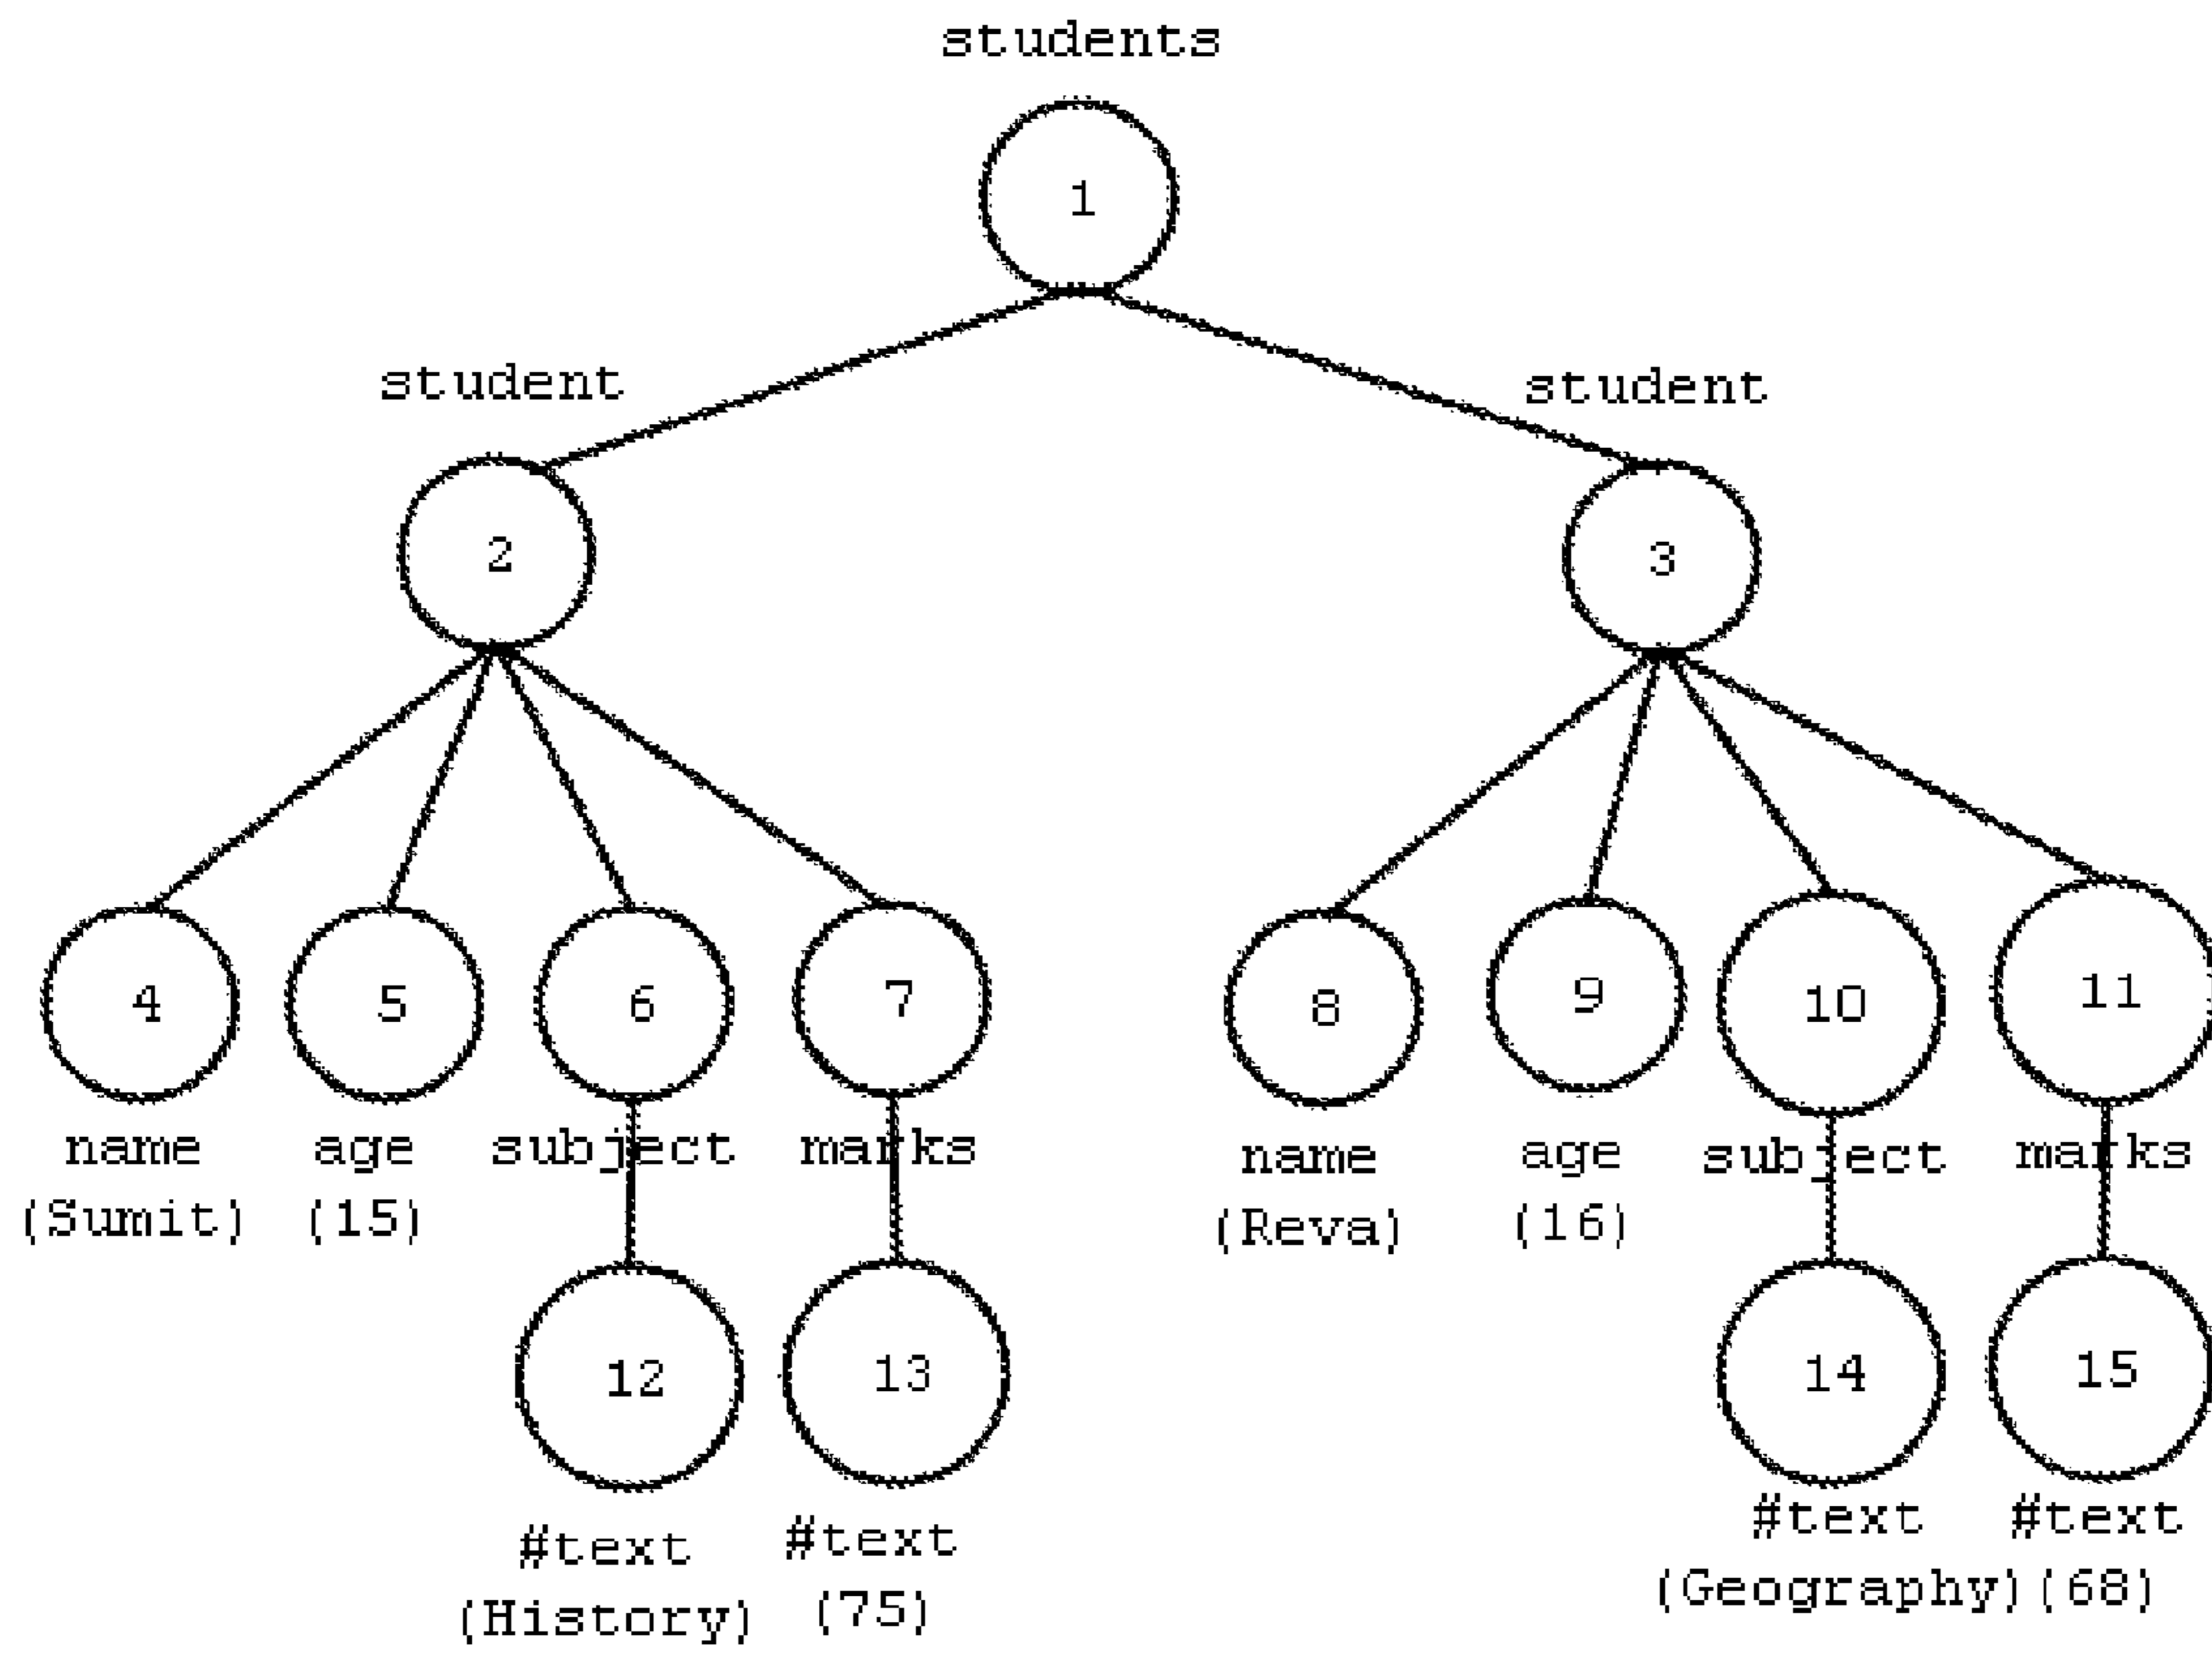 students
1
student
student
2
3
4
5
6
7
8
9
10
11
name age subject marks
name age subject marks
(Sumit) (15)
(Reva) (16)
12
13
14
15
#text #text
#text #text
(History) (75)
(Geography)(68)